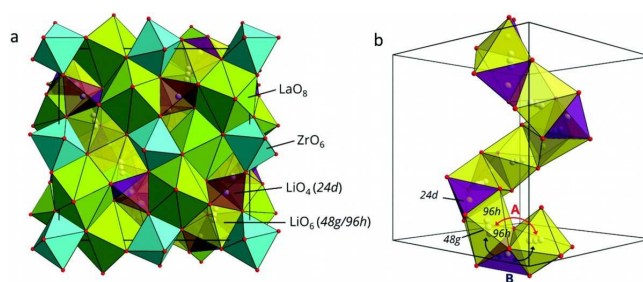 a
LaO8
ZrO6
LiO4 (24d)
LiO6 (48g/96h)
b
24d
96h
A
48g
96h
B